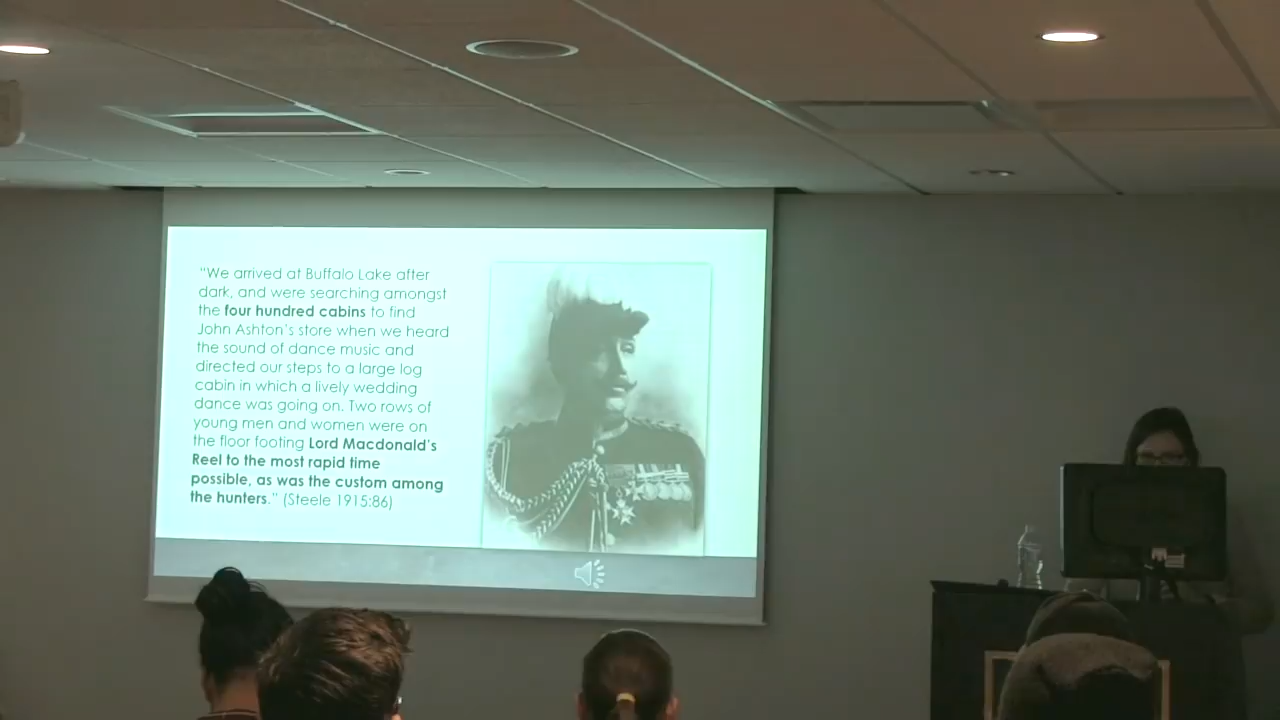 “We arrived at Buffalo Lake after
dark, and were searching amongst
the four hundred cabins to find
John Ashton’s store when we heard
the sound of dance music and
directed our steps to a large log
cabin in which a lively wedding
dance was going on. Two rows of
young men and women were on
the floor footing Lord Macdonald’s
Reel to the most rapid time
possible, as was the custom among
the hunters.” (Steele 1915:86)